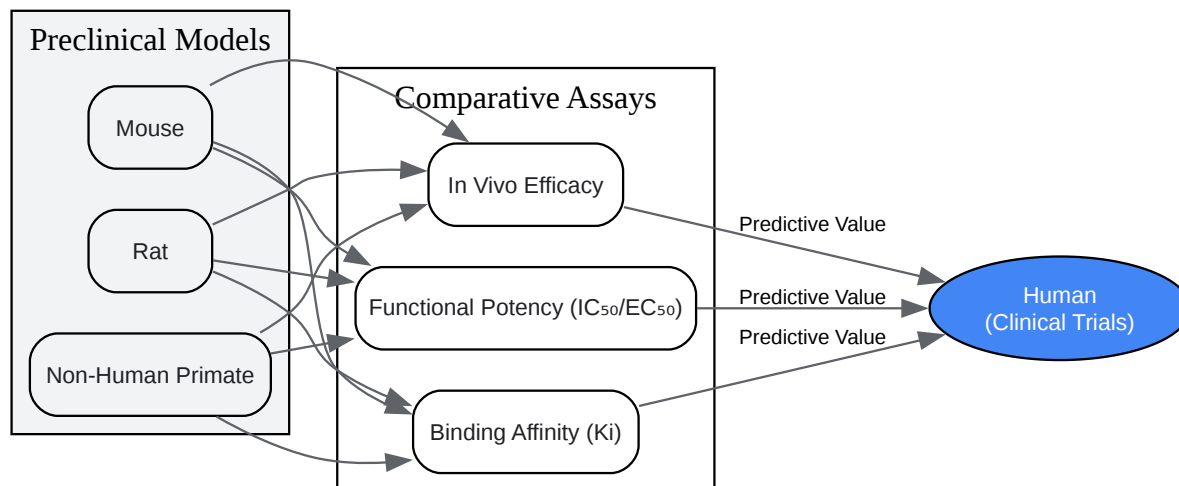 Preclinical Models
Mouse
Rat
Non-Human Primate
Comparative Assays
In Vivo Efficacy
Functional Potency (IC₅₀/EC₅₀)
Binding Affinity (Ki)
Predictive Value
Predictive Value
Predictive Value
Human
(Clinical Trials)